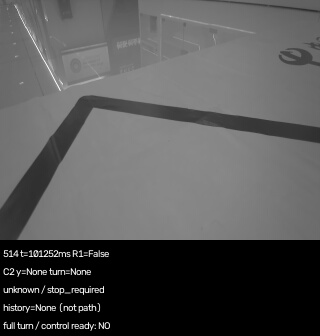 514 t=101252ms R1=False
C2 y=None turn=None
unknown / stop_required
history=None (not path)
full turn / control ready: NO